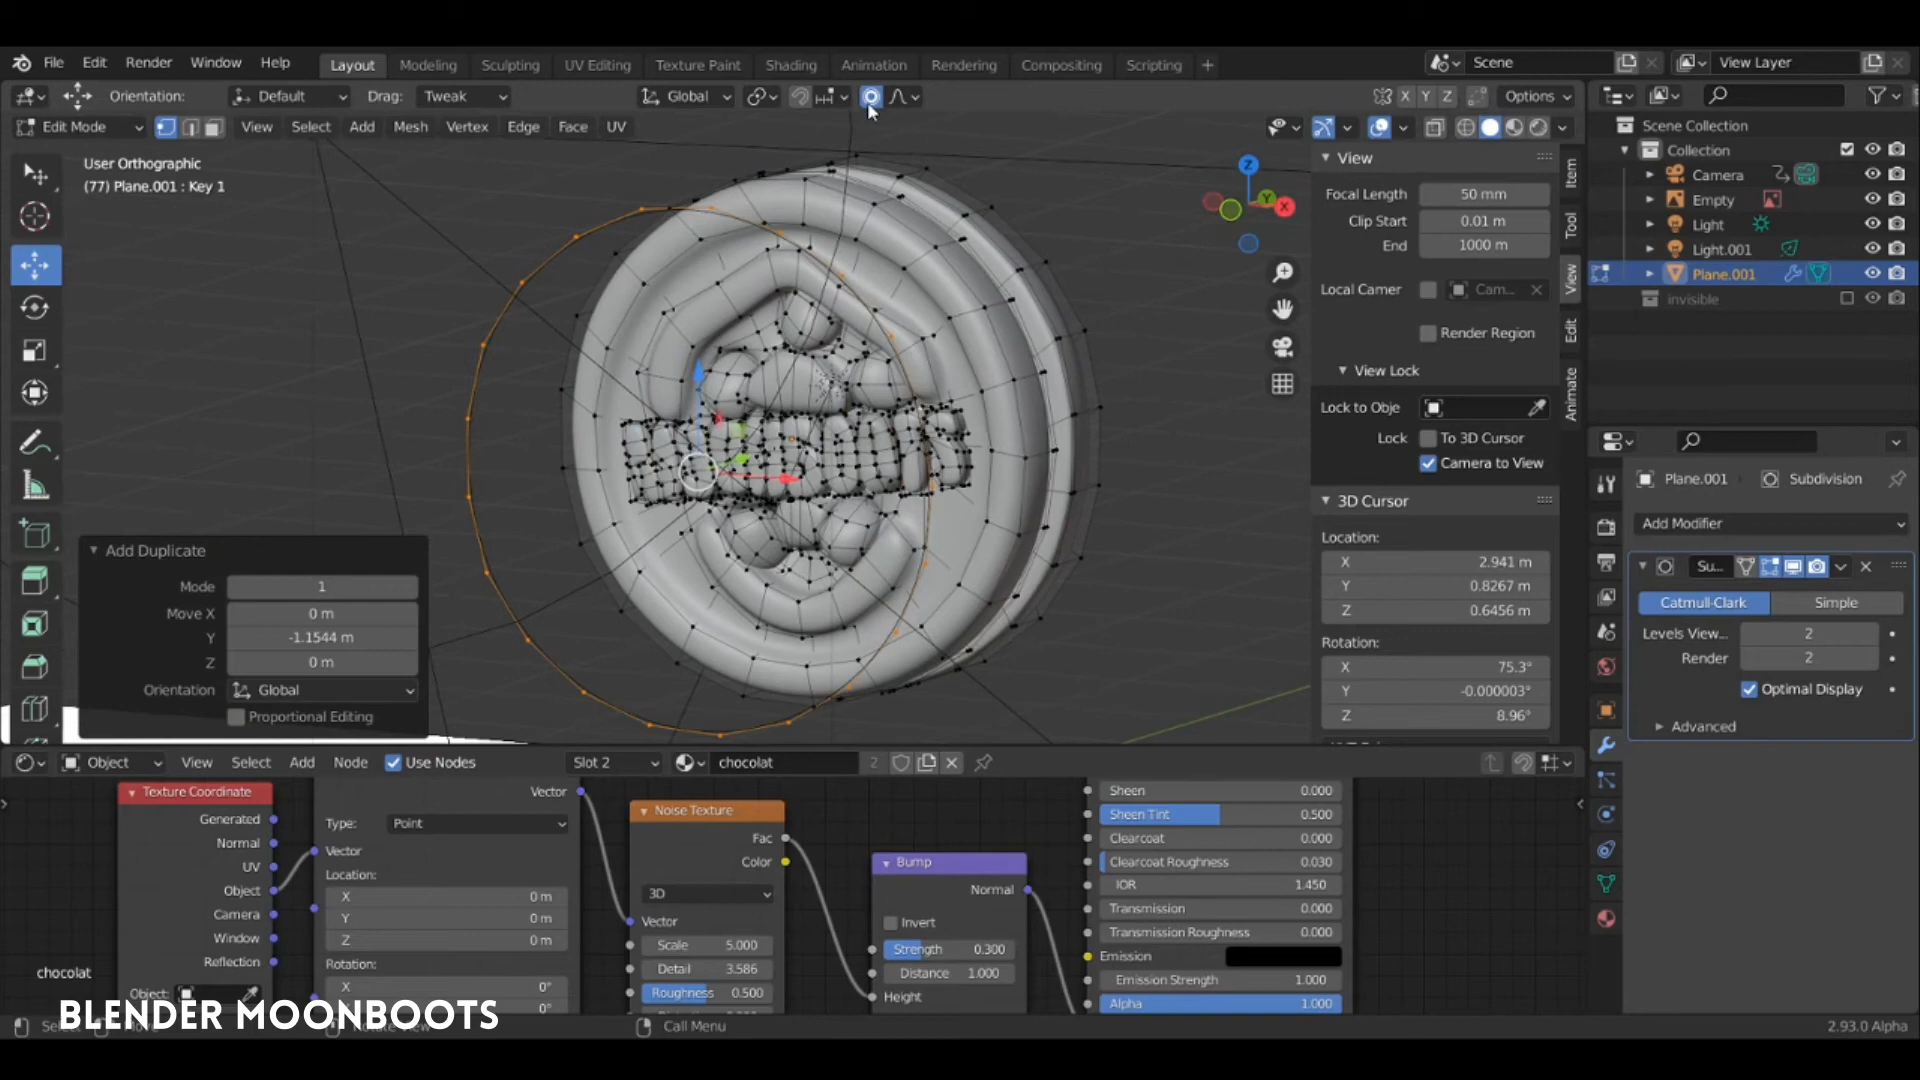 File Edit Render Window Help Layout Modeling Sculpting UV Editing Texture Paint Shading Animation Rendering Compositing Scripting + Scene View Layer
Orientation: Default Drag: Tweak Global X Y Z Options
Edit Mode View Select Add Mesh Vertex Edge Face UV
User Orthographic
(77) Plane.001 : Key 1
Z
Y
X
Add Duplicate
Mode 1
Move X 0 m
Y -1.1544 m
Z 0 m
Orientation Global
Proportional Editing
View
Focal Length 50 mm
Clip Start 0.01 m
End 1000 m
Local Camer Cam...
Render Region
View Lock
Lock to Obje
Lock To 3D Cursor
Camera to View
3D Cursor
Location:
X 2.941 m
Y 0.8267 m
Z 0.6456 m
Rotation:
X 75.3°
Y -0.000003°
Z 8.96°
Item
Tool
View
Edit
Animate
Scene Collection
Collection
Camera
Empty
Light
Light.001
Plane.001
invisible
Plane.001 Subdivision
Add Modifier
Su...
Catmull-Clark Simple
Levels View... 2
Render 2
Optimal Display
Advanced
Object View Select Add Node Use Nodes Slot 2 chocolat 2
Texture Coordinate
Generated
Normal
UV
Object
Camera
Window
Reflection
Object:
Vector
Type: Point
Vector
Location:
X 0 m
Y 0 m
Z 0 m
Rotation:
X 0°
0°
Noise Texture
Fac
Color
3D
Vector
Scale 5.000
Detail 3.586
Roughness 0.500
Bump
Normal
Invert
Strength 0.300
Distance 1.000
Height
Sheen 0.000
Sheen Tint 0.500
Clearcoat 0.000
Clearcoat Roughness 0.030
IOR 1.450
Transmission 0.000
Transmission Roughness 0.000
Emission
Emission Strength 1.000
Alpha 1.000
chocolat
BLENDER MOONBOOTS
Call Menu
2.93.0 Alpha